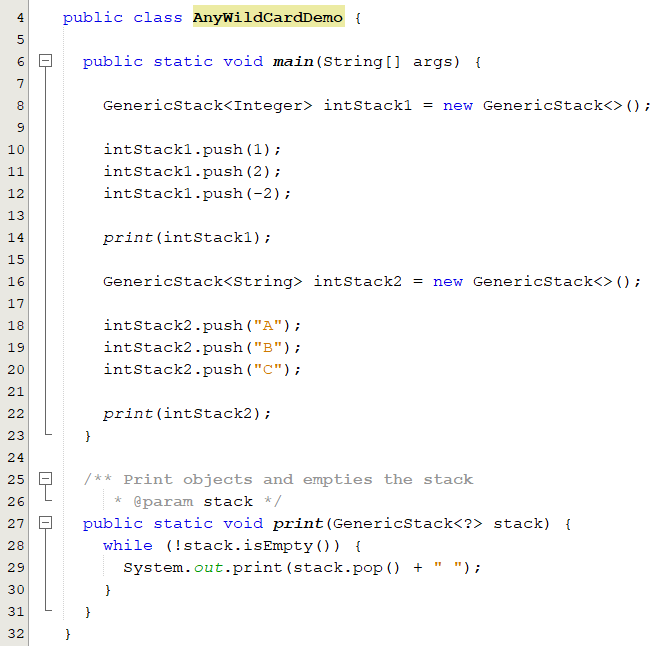 4 public class AnyWildCardDemo {
5
6 public static void main(String[] args) {
7
8 GenericStack<Integer> intStack1 = new GenericStack<>();
9
10 intStack1.push(1);
11 intStack1.push(2);
12 intStack1.push(-2);
13
14 print(intStack1);
15
16 GenericStack<String> intStack2 = new GenericStack<>();
17
18 intStack2.push("A");
19 intStack2.push("B");
20 intStack2.push("C");
21
22 print(intStack2);
23 }
24
25 /** Print objects and empties the stack
26 * @param stack */
27 public static void print(GenericStack<?> stack) {
28 while (!stack.isEmpty()) {
29 System.out.print(stack.pop() + " ");
30 }
31 }
32 }